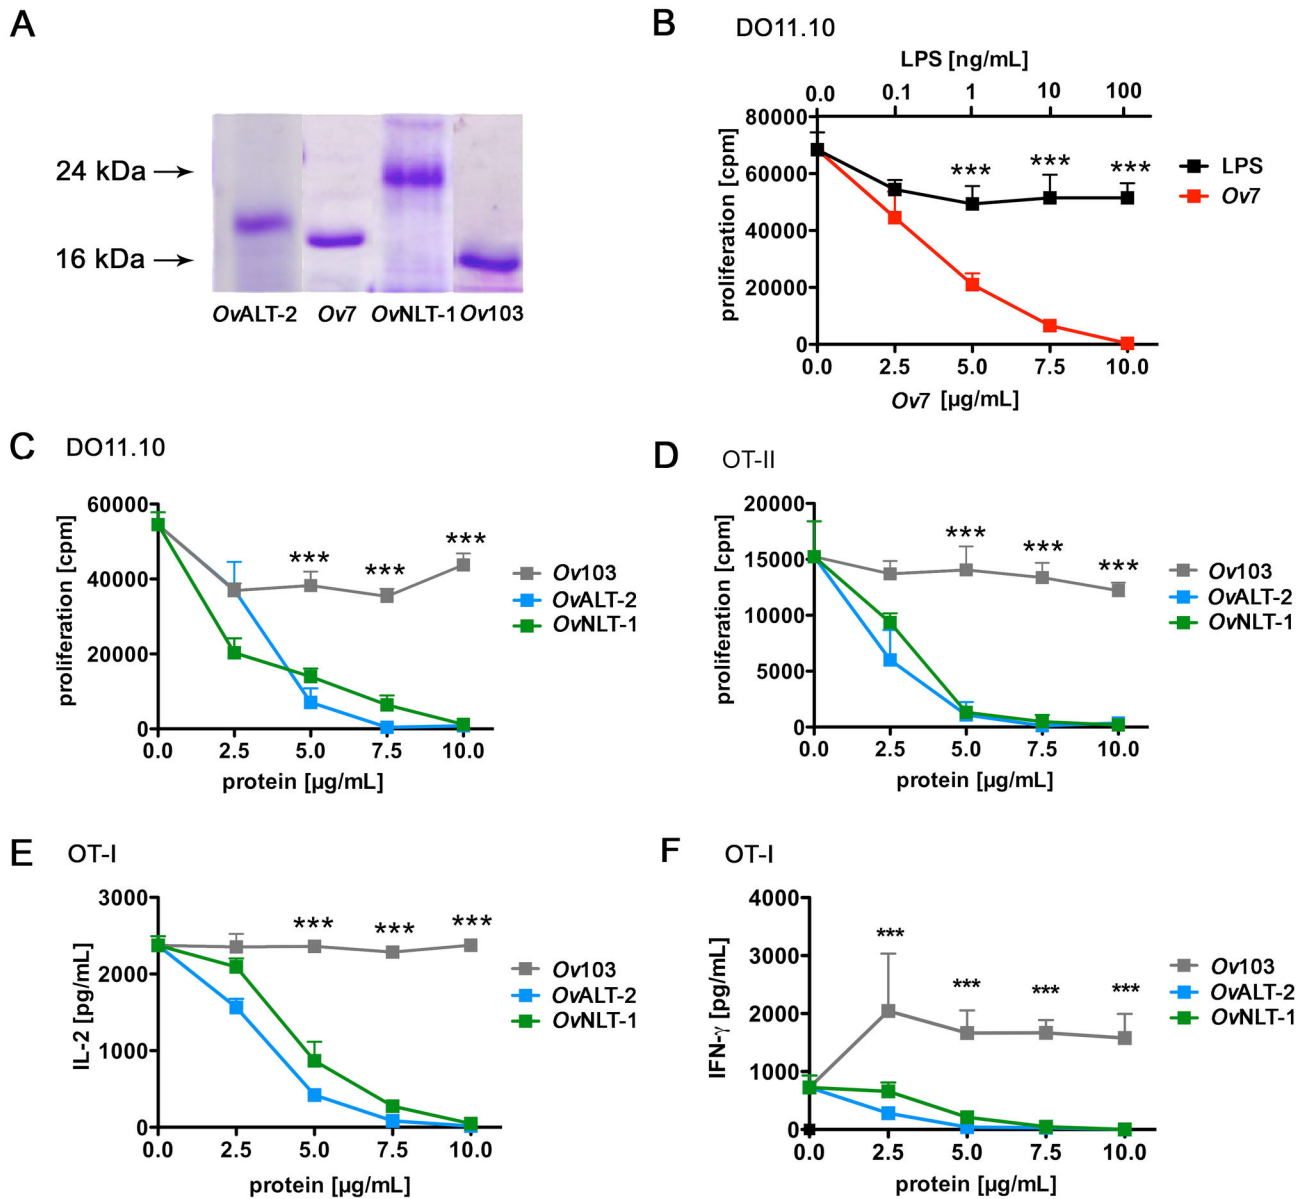 A
24 kDa
16 kDa
OvALT-2 Ov7 OvNLT-1 Ov103
B DO11.10
LPS [ng/mL]
0.0 0.1 1 10 100
proliferation [cpm]
80000
60000
40000
20000
0
*** *** ***
LPS
Ov7
0.0 2.5 5.0 7.5 10.0
Ov7 [µg/mL]
C DO11.10
proliferation [cpm]
60000
40000
20000
0
*** *** ***
Ov103
OvALT-2
OvNLT-1
0.0 2.5 5.0 7.5 10.0
protein [µg/mL]
D OT-II
proliferation [cpm]
20000
15000
10000
5000
0
*** *** ***
Ov103
OvALT-2
OvNLT-1
0.0 2.5 5.0 7.5 10.0
protein [µg/mL]
E OT-I
IL-2 [pg/mL]
3000
2000
1000
0
*** *** ***
Ov103
OvALT-2
OvNLT-1
0.0 2.5 5.0 7.5 10.0
protein [µg/mL]
F OT-I
IFN-γ [pg/mL]
4000
3000
2000
1000
0
*** *** *** ***
Ov103
OvALT-2
OvNLT-1
0.0 2.5 5.0 7.5 10.0
protein [µg/mL]